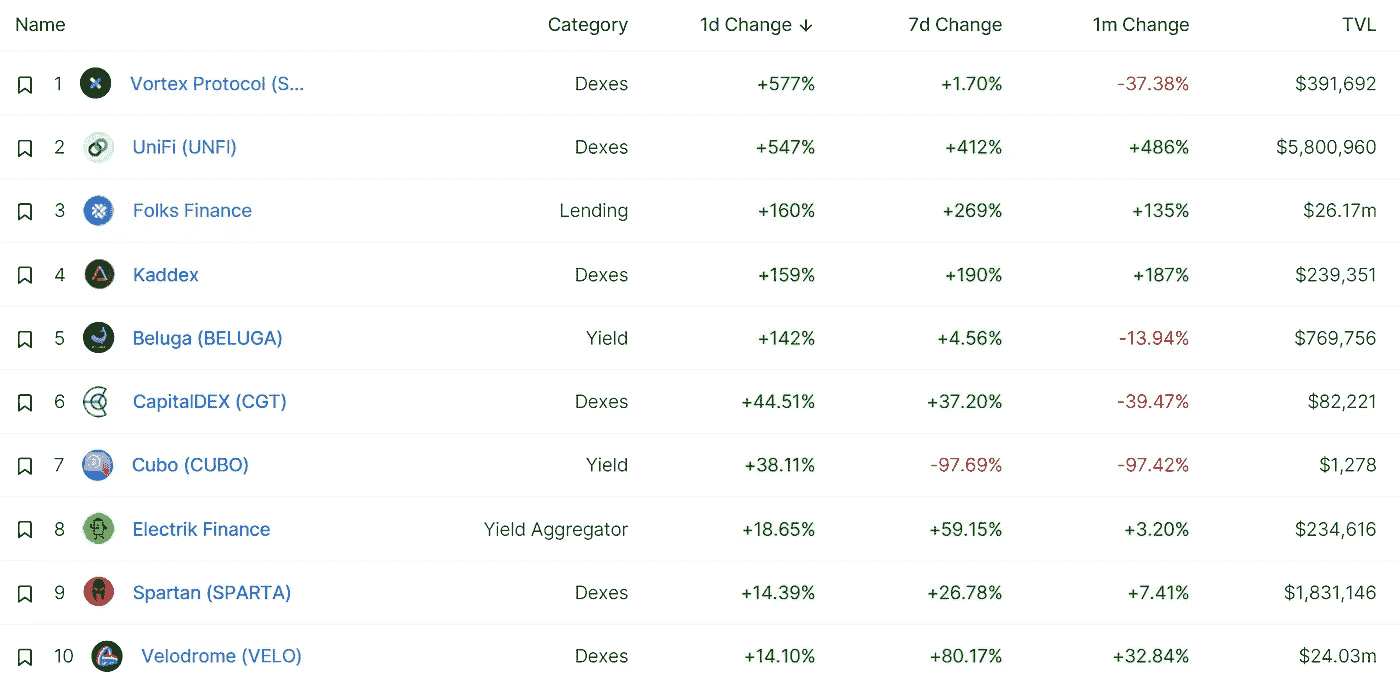 Name Category 1d Change ↓ 7d Change 1m Change TVL
1 Vortex Protocol (S... Dexes +577% +1.70% -37.38% $391,692
2 UniFi (UNFI) Dexes +547% +412% +486% $5,800,960
3 Folks Finance Lending +160% +269% +135% $26.17m
4 Kaddex Dexes +159% +190% +187% $239,351
5 Beluga (BELUGA) Yield +142% +4.56% -13.94% $769,756
6 CapitalDEX (CGT) Dexes +44.51% +37.20% -39.47% $82,221
7 Cubo (CUBO) Yield +38.11% -97.69% -97.42% $1,278
8 Electrik Finance Yield Aggregator +18.65% +59.15% +3.20% $234,616
9 Spartan (SPARTA) Dexes +14.39% +26.78% +7.41% $1,831,146
10 Velodrome (VELO) Dexes +14.10% +80.17% +32.84% $24.03m